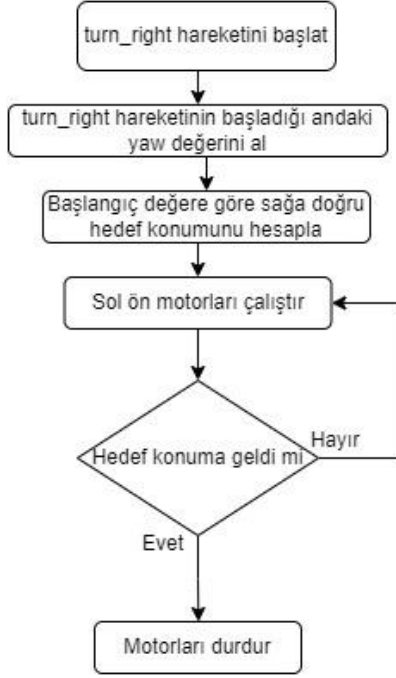 turn_right hareketini başlat
turn_right hareketinin başladığı andaki
yaw değerini al
Başlangıç değere göre sağa doğru
hedef konumunu hesapla
Sol ön motorları çalıştır
Hedef konuma geldi mi
Hayır
Evet
Motorları durdur